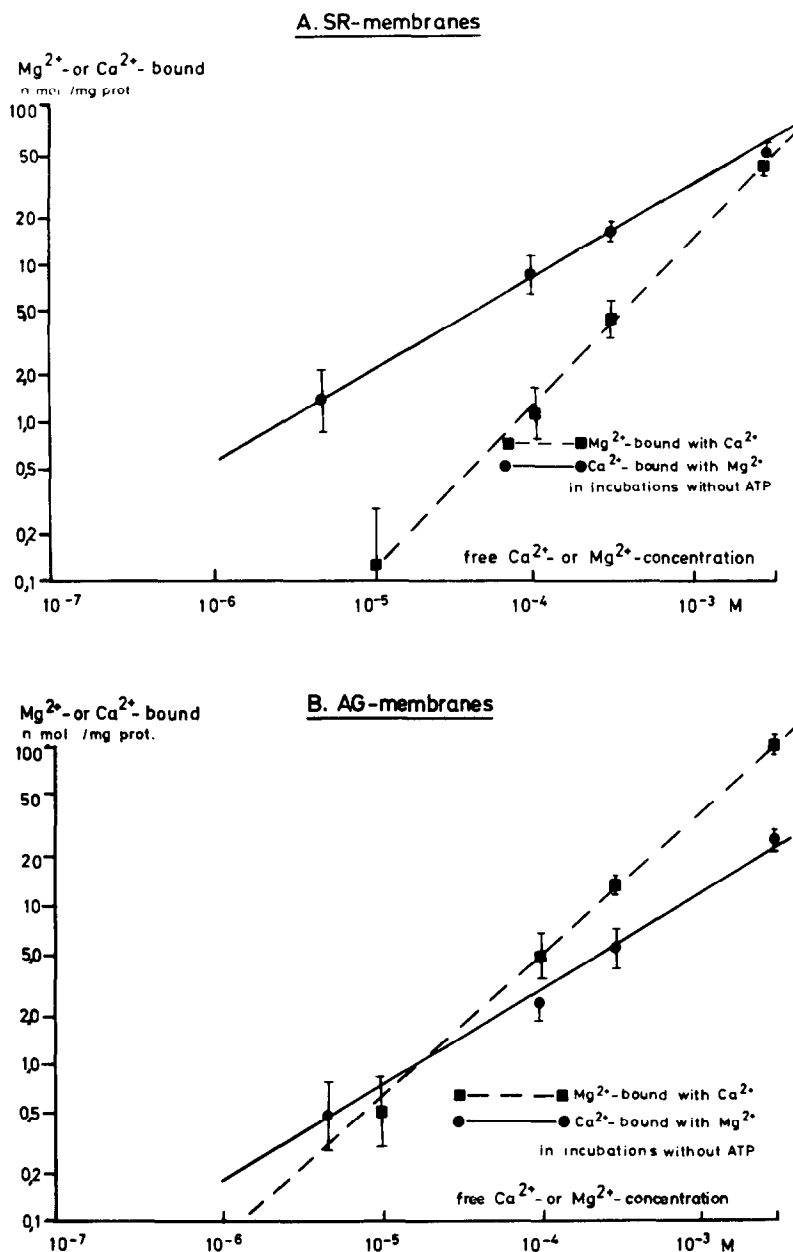 A. SR-membranes
Mg²⁺-or Ca²⁺- bound
n mol /mg prot
100
50
20
10
5,0
2,0
1,0
0,5
0,2
0,1
10⁻⁷
10⁻⁶
10⁻⁵
10⁻⁴
10⁻³ M
Mg²⁺-bound with Ca²⁺
Ca²⁺-bound with Mg²⁺
in incubations without ATP
free Ca²⁺- or Mg²⁺-concentration
B. AG-membranes
Mg²⁺-or Ca²⁺-bound
n mol /mg prot.
100
50
20
10
5,0
2,0
1,0
0,5
0,2
0,1
10⁻⁷
10⁻⁶
10⁻⁵
10⁻⁴
10⁻³ M
Mg²⁺-bound with Ca²⁺
Ca²⁺-bound with Mg²⁺
in incubations without ATP
free Ca²⁺- or Mg²⁺-concentration